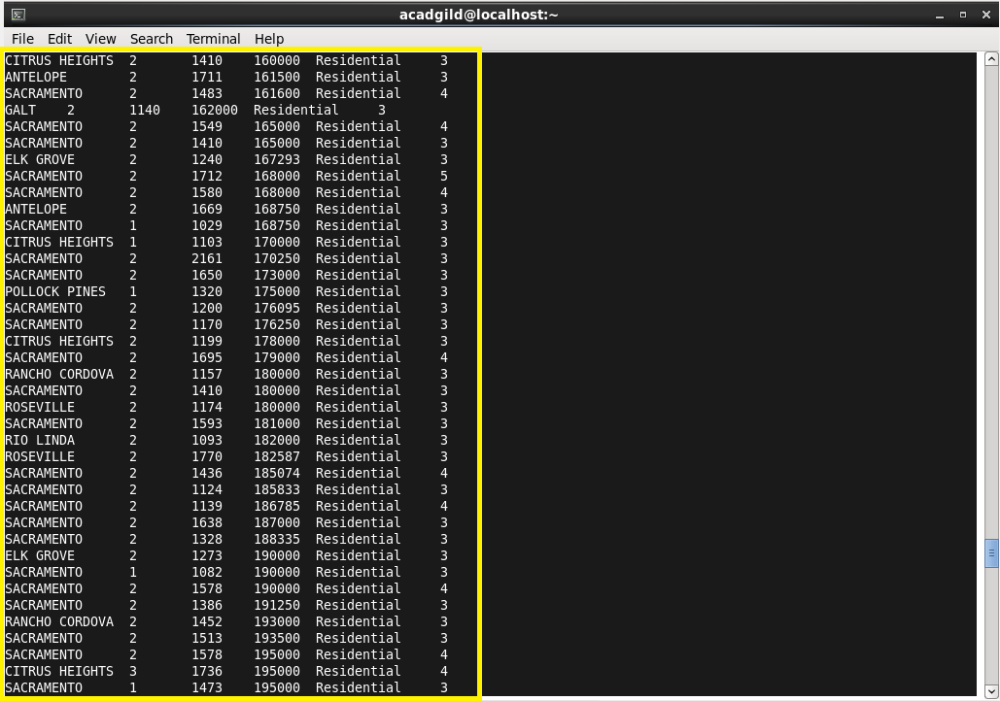 acadgild@localhost:~
File Edit View Search Terminal Help
CITRUS HEIGHTS 2 1410 160000 Residential 3
ANTELOPE 2 1711 161500 Residential 3
SACRAMENTO 2 1483 161600 Residential 4
GALT 2 1140 162000 Residential 3
SACRAMENTO 2 1549 165000 Residential 4
SACRAMENTO 2 1410 165000 Residential 3
ELK GROVE 2 1240 167293 Residential 3
SACRAMENTO 2 1712 168000 Residential 5
SACRAMENTO 2 1580 168000 Residential 4
ANTELOPE 2 1669 168750 Residential 3
SACRAMENTO 1 1029 168750 Residential 3
CITRUS HEIGHTS 1 1103 170000 Residential 3
SACRAMENTO 2 2161 170250 Residential 3
SACRAMENTO 2 1650 173000 Residential 3
POLLOCK PINES 1 1320 175000 Residential 3
SACRAMENTO 2 1200 176095 Residential 3
SACRAMENTO 2 1170 176250 Residential 3
CITRUS HEIGHTS 2 1199 178000 Residential 3
SACRAMENTO 2 1695 179000 Residential 4
RANCHO CORDOVA 2 1157 180000 Residential 3
SACRAMENTO 2 1410 180000 Residential 3
ROSEVILLE 2 1174 180000 Residential 3
SACRAMENTO 2 1593 181000 Residential 3
RIO LINDA 2 1093 182000 Residential 3
ROSEVILLE 2 1770 182587 Residential 3
SACRAMENTO 2 1436 185074 Residential 4
SACRAMENTO 2 1124 185833 Residential 3
SACRAMENTO 2 1139 186785 Residential 4
SACRAMENTO 2 1638 187000 Residential 3
SACRAMENTO 2 1328 188335 Residential 3
ELK GROVE 2 1273 190000 Residential 3
SACRAMENTO 1 1082 190000 Residential 3
SACRAMENTO 2 1578 190000 Residential 4
SACRAMENTO 2 1386 191250 Residential 3
RANCHO CORDOVA 2 1452 193000 Residential 3
SACRAMENTO 2 1513 193500 Residential 3
SACRAMENTO 2 1578 195000 Residential 4
CITRUS HEIGHTS 3 1736 195000 Residential 4
SACRAMENTO 1 1473 195000 Residential 3